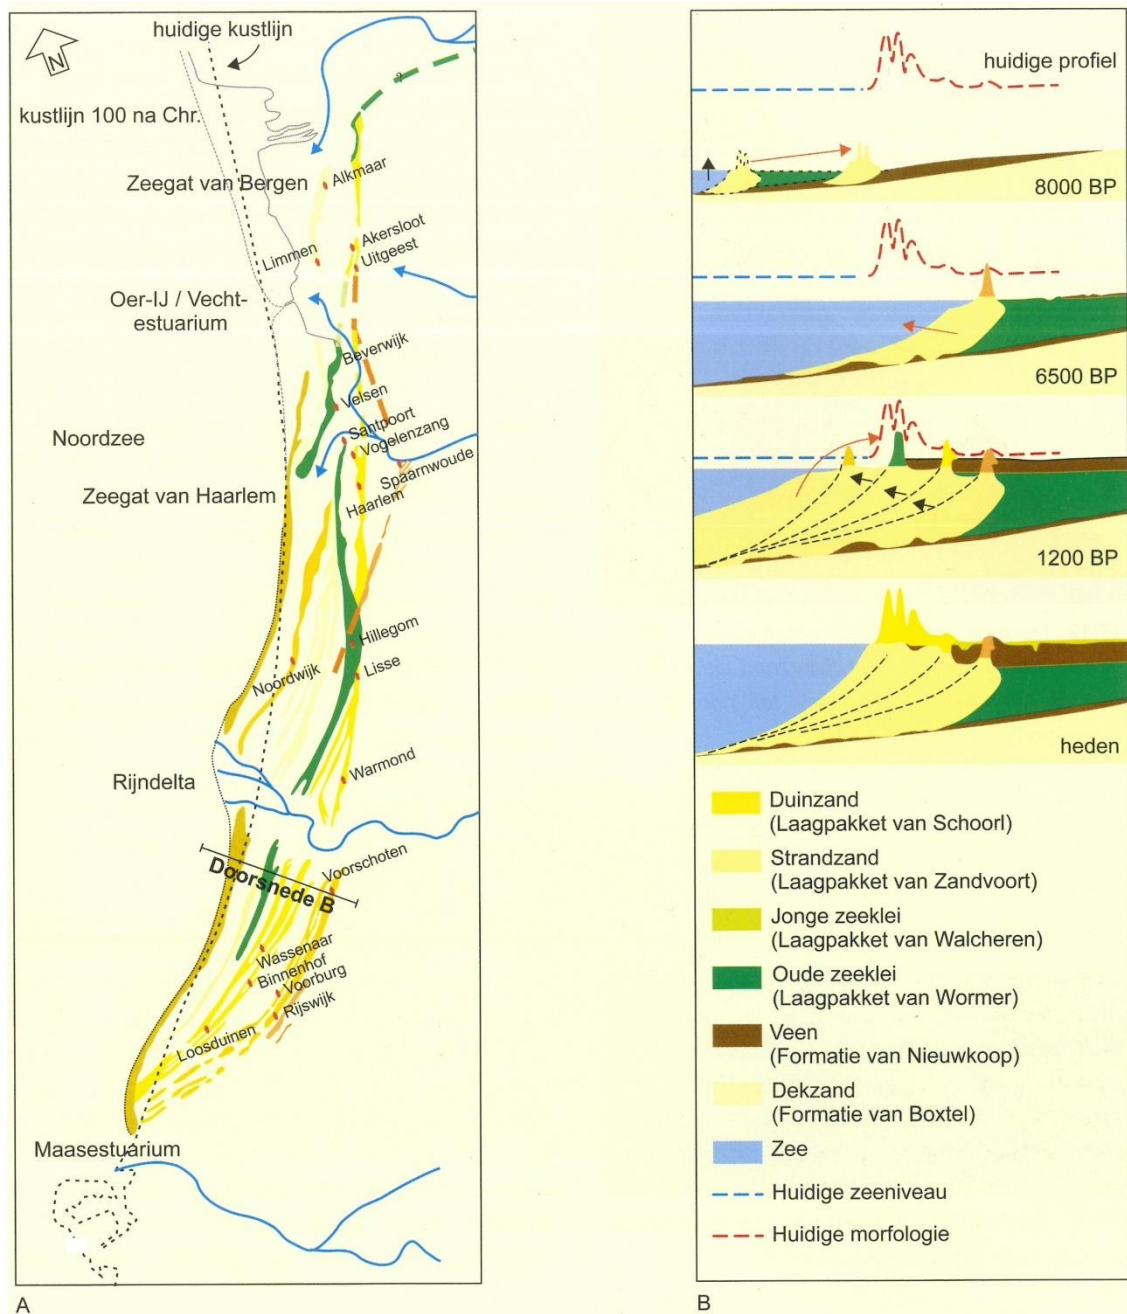 huidige kustlijn
N
kustlijn 100 na Chr.
?
Zeegat van Bergen
Alkmaar
Akersloot
Limmen
Uitgeest
Oer-IJ / Vecht-
estuarium
Beverwijk
Velsen
Noordzee
Santpoort
Vogelenzang
Spaarnwoude
Zeegat van Haarlem
Haarlem
Hillegom
Noordwijk
Lisse
Rijndelta
Warmond
Doorsnede B
Voorschoten
Wassenaar
Binnenhof
Voorburg
Rijswijk
Loosduinen
Maasestuarium
A
huidige profiel
8000 BP
6500 BP
1200 BP
heden
Duinzand
(Laagpakket van Schoorl)
Strandzand
(Laagpakket van Zandvoort)
Jonge zeeklei
(Laagpakket van Walcheren)
Oude zeeklei
(Laagpakket van Wormer)
Veen
(Formatie van Nieuwkoop)
Dekzand
(Formatie van Boxtel)
Zee
Huidige zeeniveau
Huidige morfologie
B